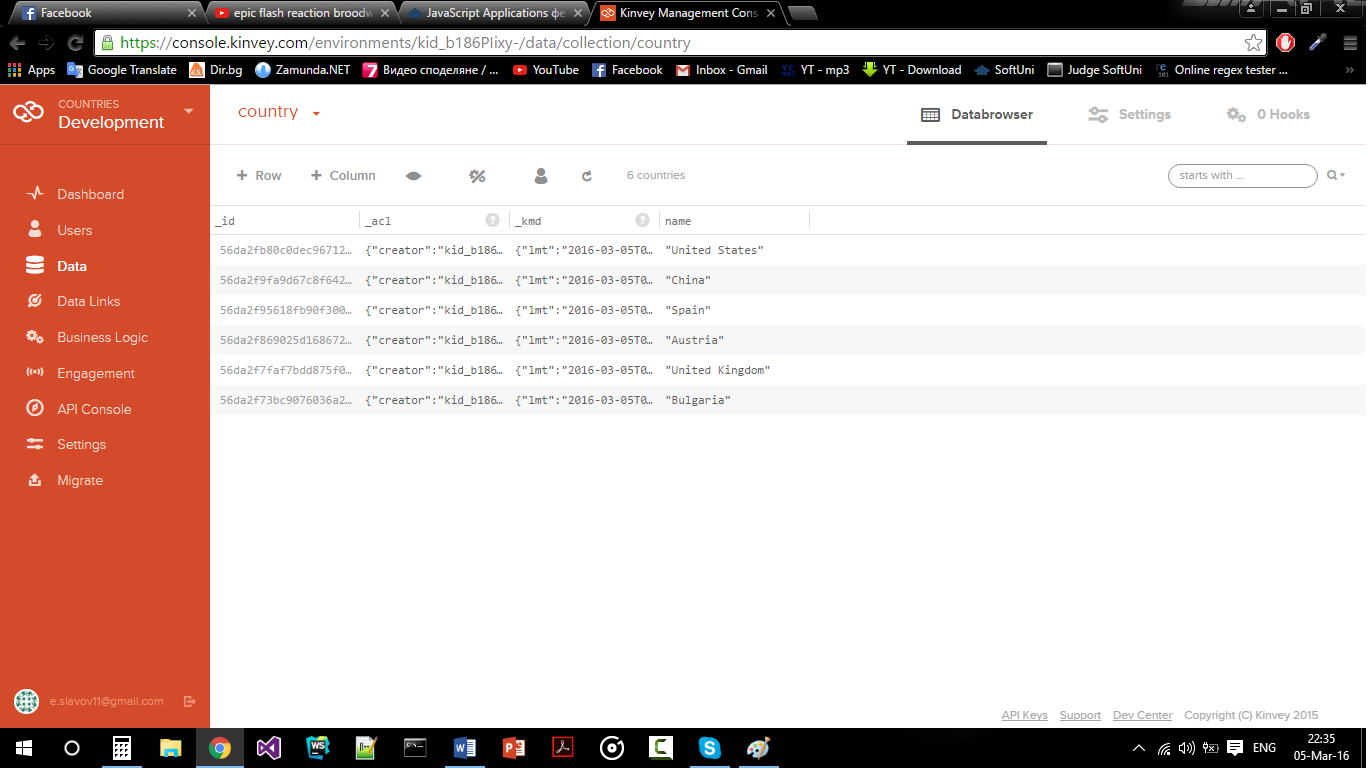 Facebook
epic flash reaction broodw
JavaScript Applications фе
Kinvey Management Cons
https://console.kinvey.com/environments/kid_b186PIixy-/data/collection/country
Apps Google Translate Dir.bg Zamunda.NET Видео споделяне / ... YouTube Facebook Inbox - Gmail YT - mp3 YT - Download SoftUni Judge SoftUni Online regex tester ... »
COUNTRIES
Development
country
Databrowser Settings 0 Hooks
+ Row + Column 6 countries starts with ...
Dashboard
Users
Data
Data Links
Business Logic
Engagement
API Console
Settings
Migrate
_id _acl ? _kmd ? name
56da2fb80c0dec96712… {"creator":"kid_b186… {"lmt":"2016-03-05T0… "United States"
56da2f9fa9d67c8f642… {"creator":"kid_b186… {"lmt":"2016-03-05T0… "China"
56da2f95618fb90f300… {"creator":"kid_b186… {"lmt":"2016-03-05T0… "Spain"
56da2f869025d168672… {"creator":"kid_b186… {"lmt":"2016-03-05T0… "Austria"
56da2f7faf7bdd875f0… {"creator":"kid_b186… {"lmt":"2016-03-05T0… "United Kingdom"
56da2f73bc9076036a2… {"creator":"kid_b186… {"lmt":"2016-03-05T0… "Bulgaria"
e.slavov11@gmail.com
API Keys Support Dev Center Copyright (C) Kinvey 2015
ENG
22:35
05-Mar-16